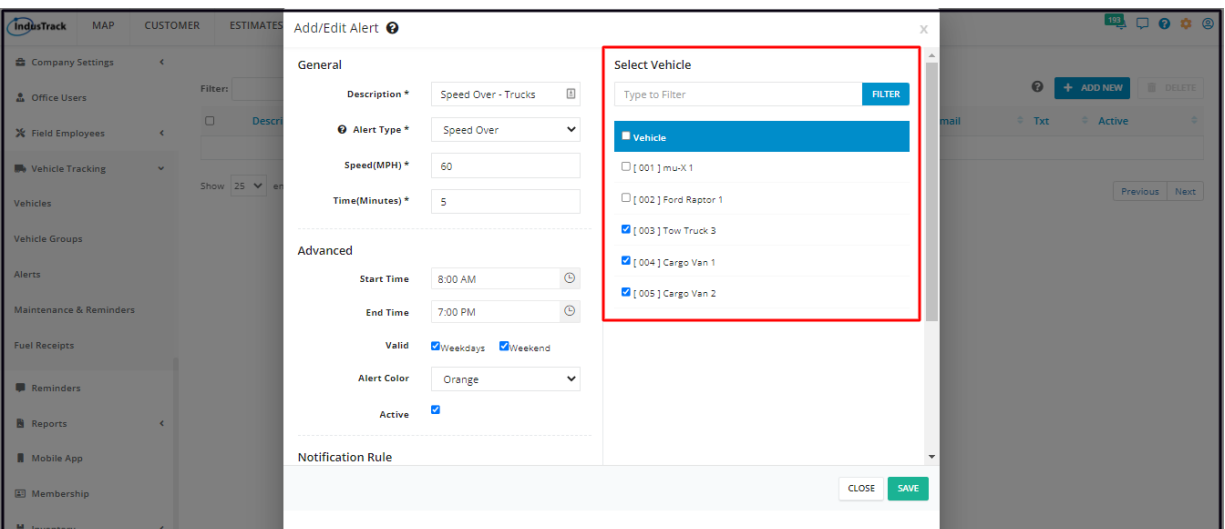 IndusTrack MAP CUSTOMER ESTIMATES
193
Company Settings
Office Users
Field Employees
Vehicle Tracking
Vehicles
Vehicle Groups
Alerts
Maintenance & Reminders
Fuel Receipts
Reminders
Reports
Mobile App
Membership
Inventory
Filter:
Descri
Show 25 en
Add/Edit Alert
X
General
Description * Speed Over - Trucks
Alert Type * Speed Over
Speed(MPH) * 60
Time(Minutes) * 5
Advanced
Start Time 8:00 AM
End Time 7:00 PM
Valid Weekdays Weekend
Alert Color Orange
Active
Notification Rule
Select Vehicle
Type to Filter FILTER
Vehicle
[ 001 ] mu-X 1
[ 002 ] Ford Raptor 1
[ 003 ] Tow Truck 3
[ 004 ] Cargo Van 1
[ 005 ] Cargo Van 2
CLOSE SAVE
+ ADD NEW DELETE
mail Txt Active
Previous Next